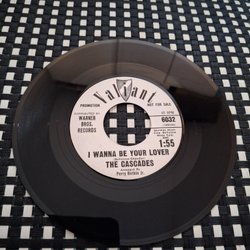 Valiant
PROMOTION
NOT FOR SALE
WARNER
BROS.
RECORDS
1:55
6032
I WANNA BE YOUR LOVER
THE CASCADES
Arranged by
Perry Botkin Jr.